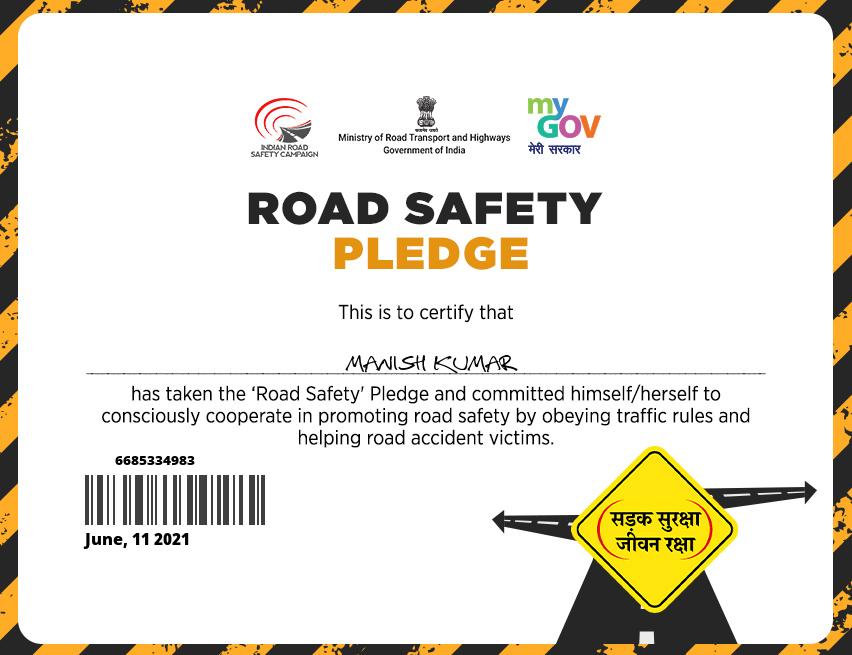 INDIAN ROAD
SAFETY CAMPAIGN
सत्यमेव जयते
Ministry of Road Transport and Highways
Government of India
my
GOV
मेरी सरकार
ROAD SAFETY
PLEDGE
This is to certify that
MANISH KUMAR
has taken the ‘Road Safety’ Pledge and committed himself/herself to
consciously cooperate in promoting road safety by obeying traffic rules and
helping road accident victims.
6685334983
June, 11 2021
सड़क सुरक्षा
जीवन रक्षा